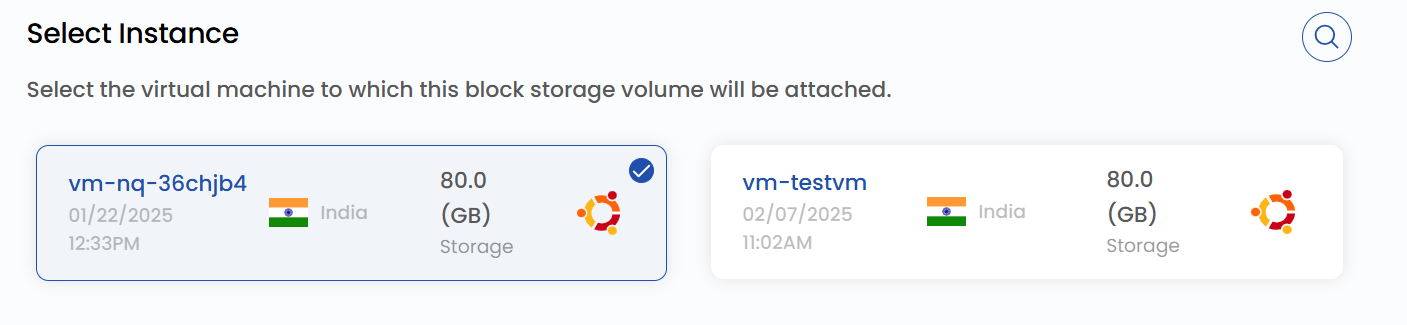 Select Instance
Select the virtual machine to which this block storage volume will be attached.
vm-nq-36chjb4
01/22/2025
12:33PM
India
80.0
(GB)
Storage
vm-testvm
02/07/2025
11:02AM
India
80.0
(GB)
Storage